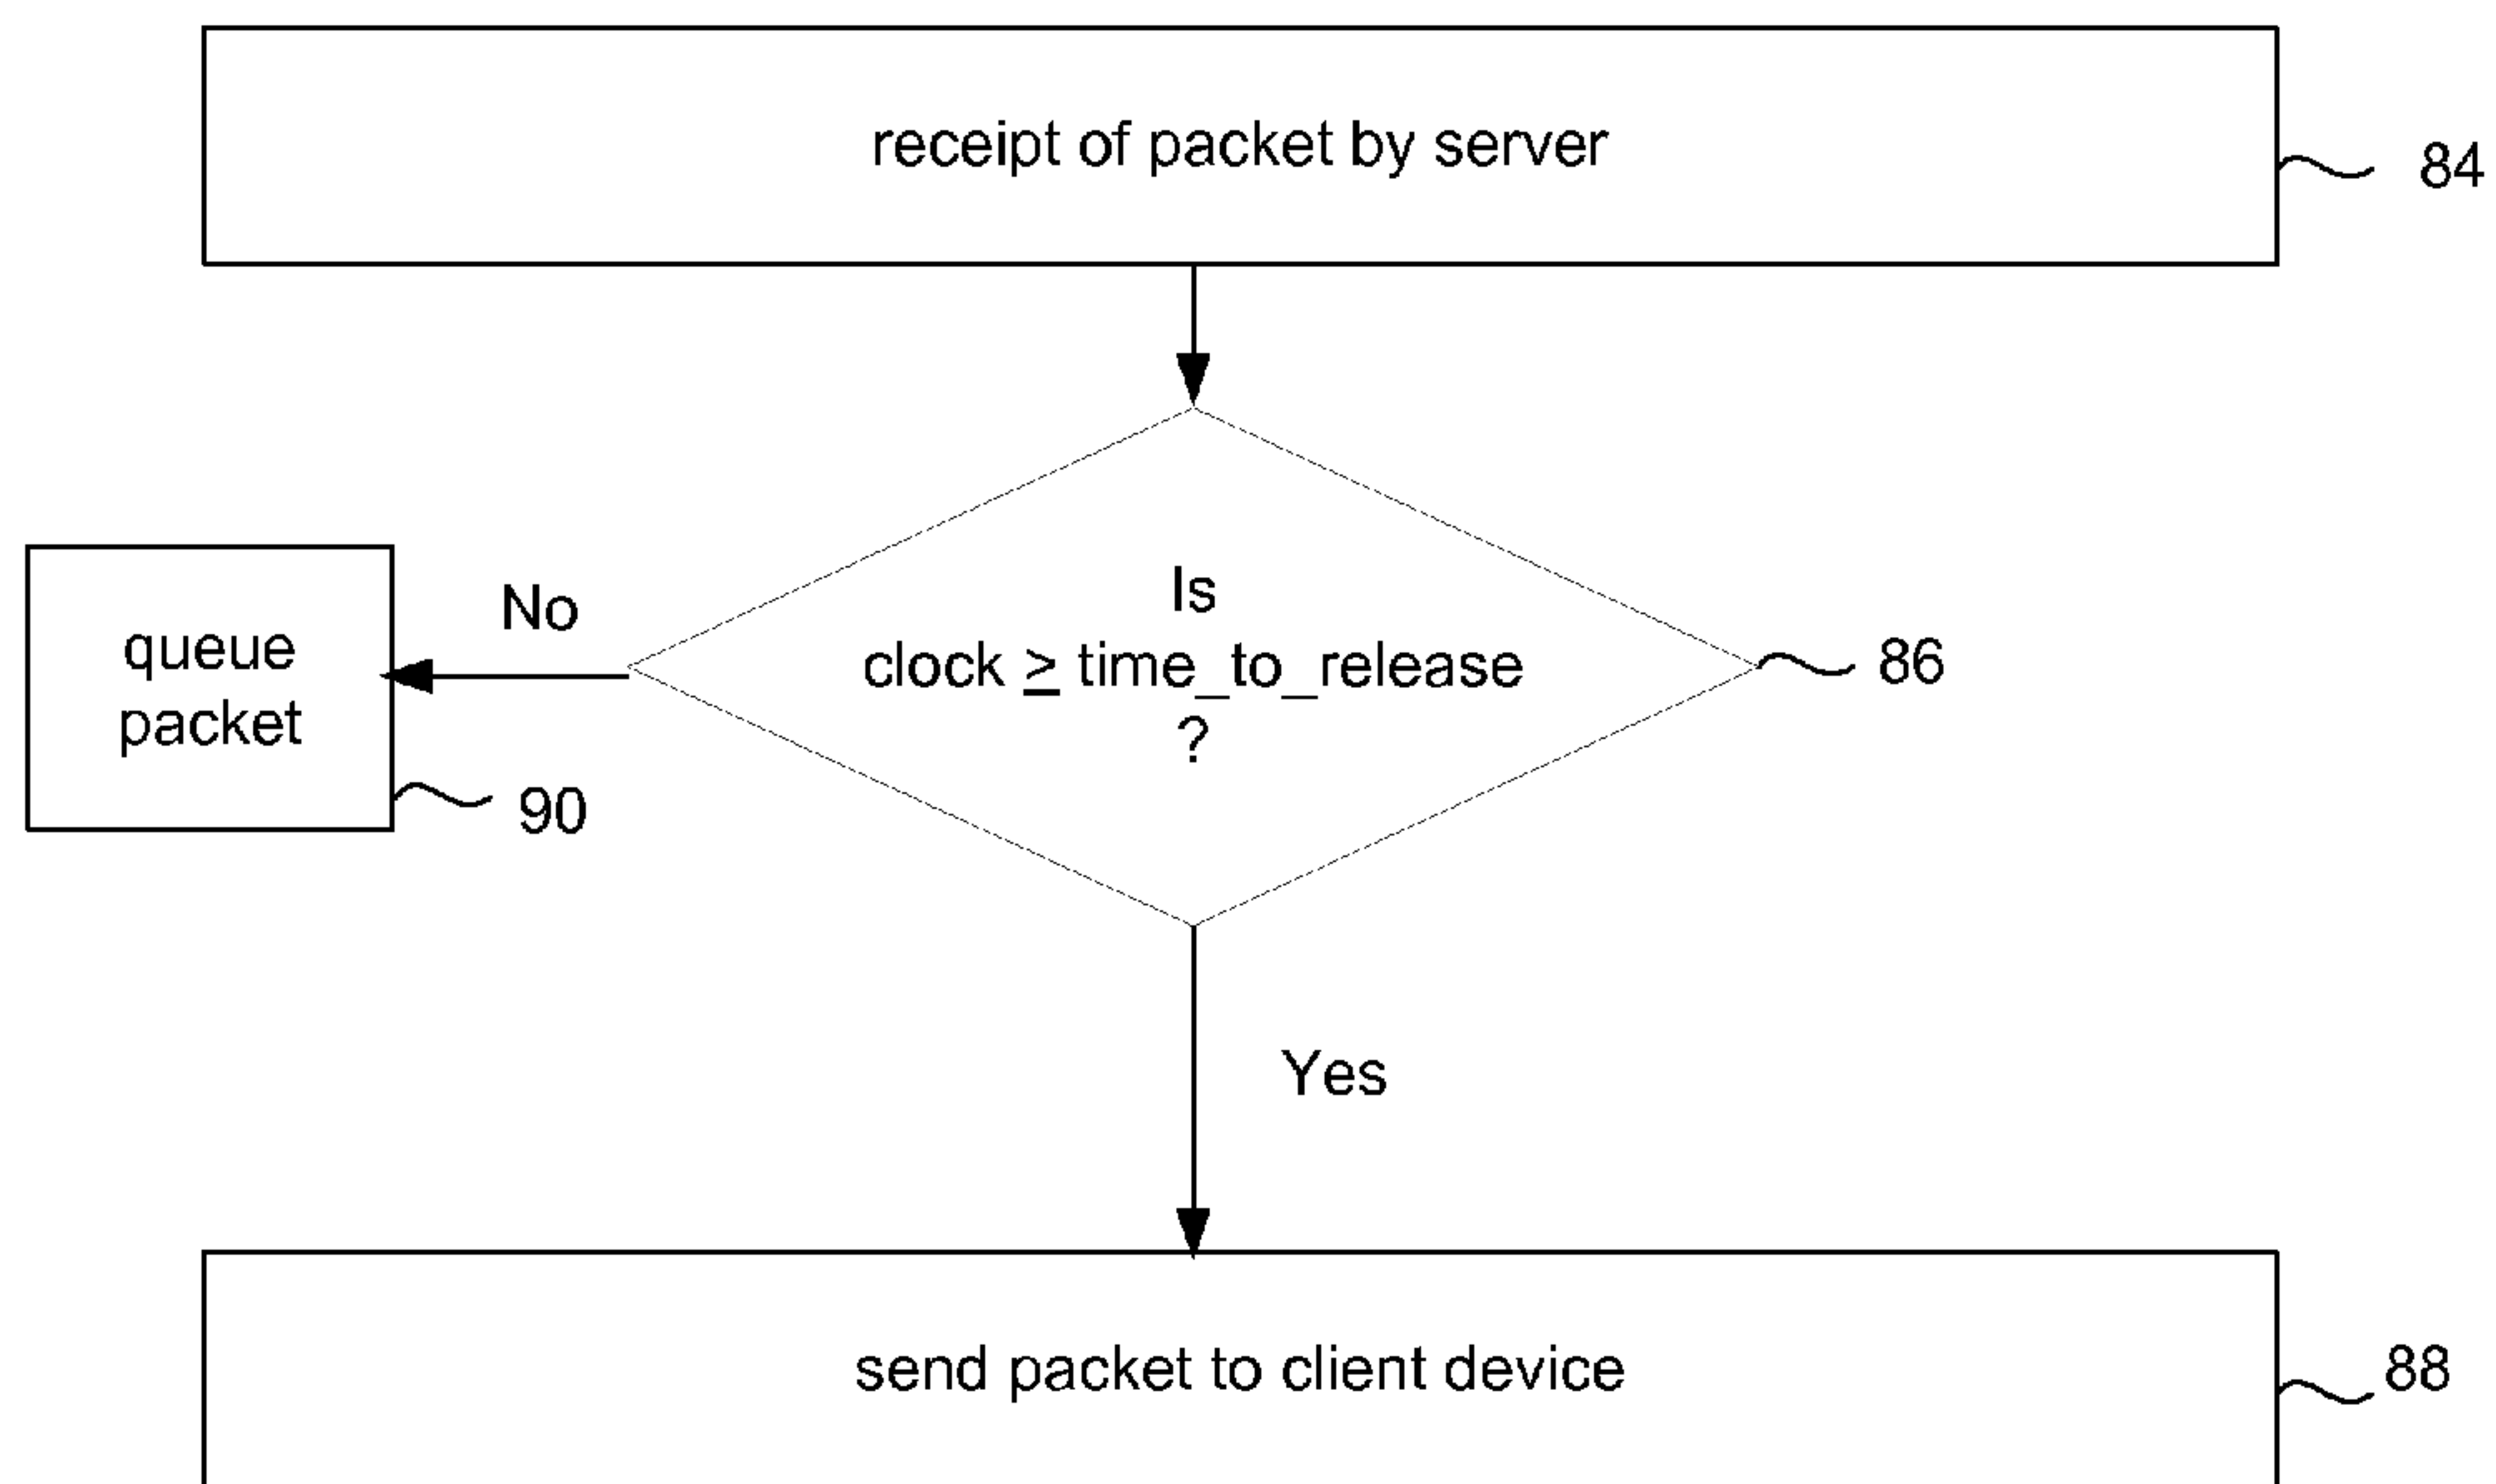 receipt of packet by server
84
Is
clock ≥ time_to_release
?
86
No
queue
packet
90
Yes
send packet to client device
88